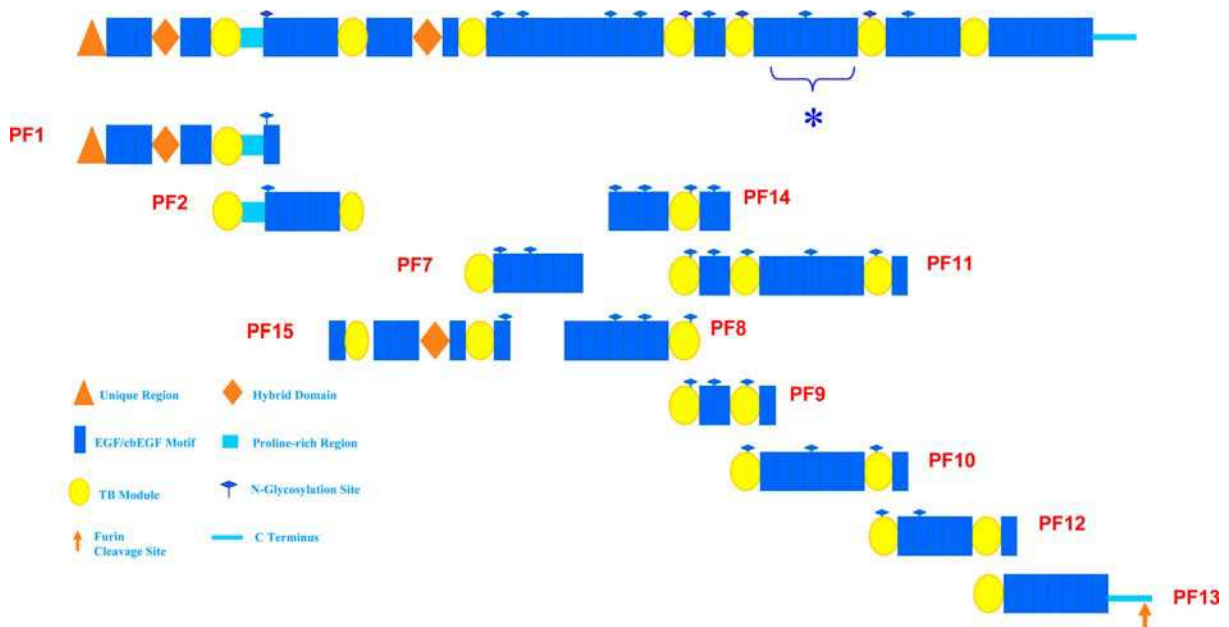 *
PF1
PF2
PF14
PF7
PF11
PF15
PF8
Unique Region
Hybrid Domain
PF9
EGF/cbEGF Motif
Proline-rich Region
PF10
TB Module
N-Glycosylation Site
PF12
Furin
Cleavage Site
C Terminus
PF13